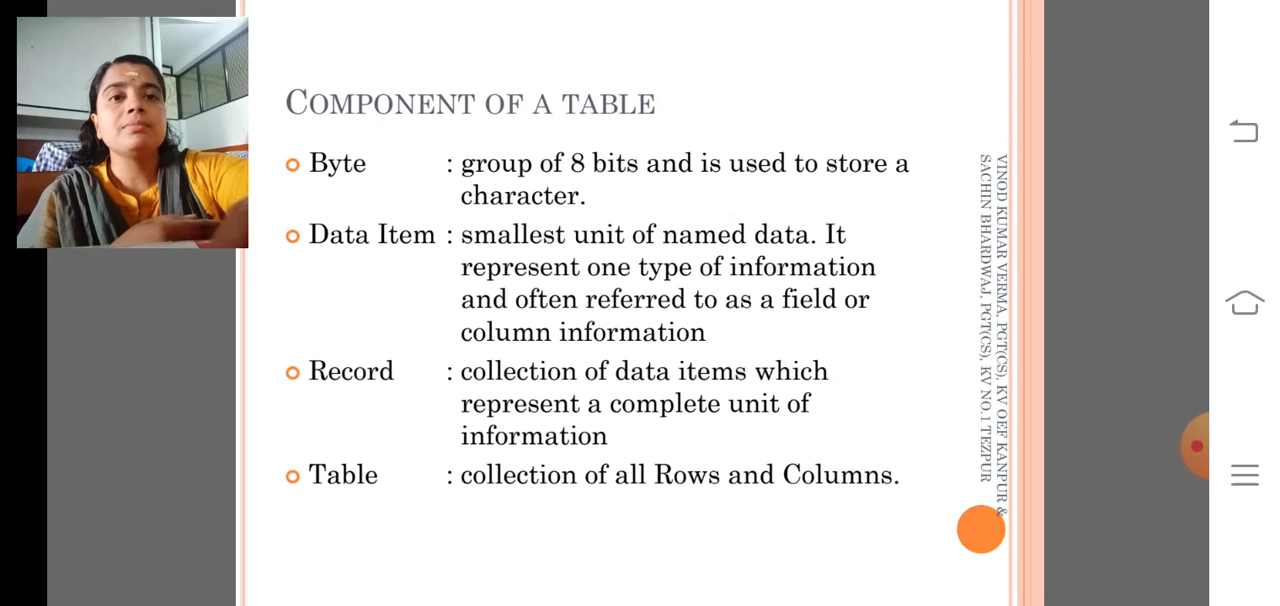 COMPONENT OF A TABLE
Byte : group of 8 bits and is used to store a
character.
Data Item : smallest unit of named data. It
represent one type of information
and often referred to as a field or
column information
Record : collection of data items which
represent a complete unit of
information
Table : collection of all Rows and Columns.
VINOD KUMAR VERMA, PGT(CS), KV OEF KANPUR &
SACHIN BHARDWAJ, PGT(CS), KV NO.1 TEZPUR